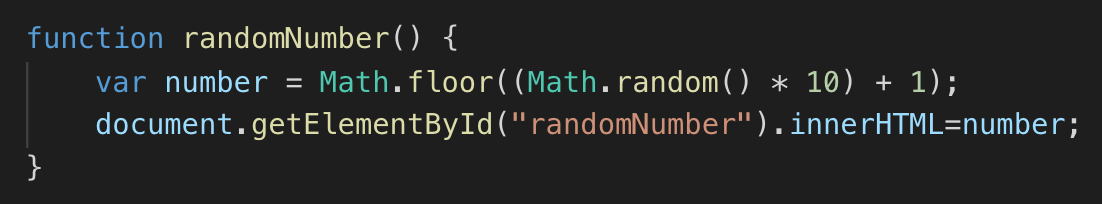 function randomNumber() {
    var number = Math.floor((Math.random() * 10) + 1);
    document.getElementById("randomNumber").innerHTML=number;
}